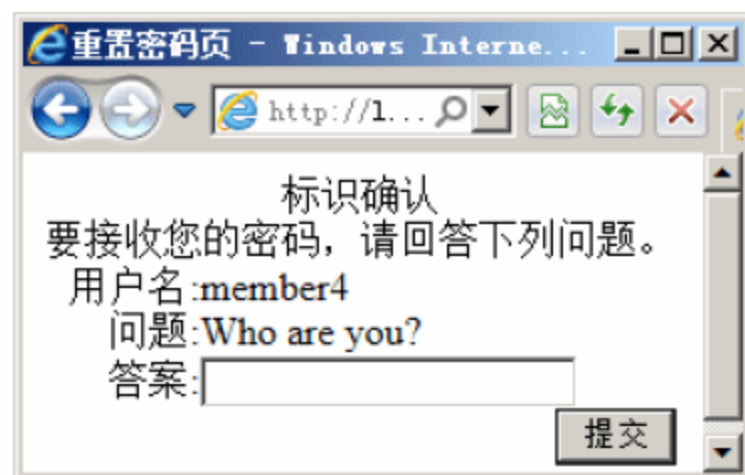 重置密码页 - Windows Interne...
http://l...
标识确认
要接收您的密码，请回答下列问题。
用户名:member4
问题:Who are you?
答案:
提交